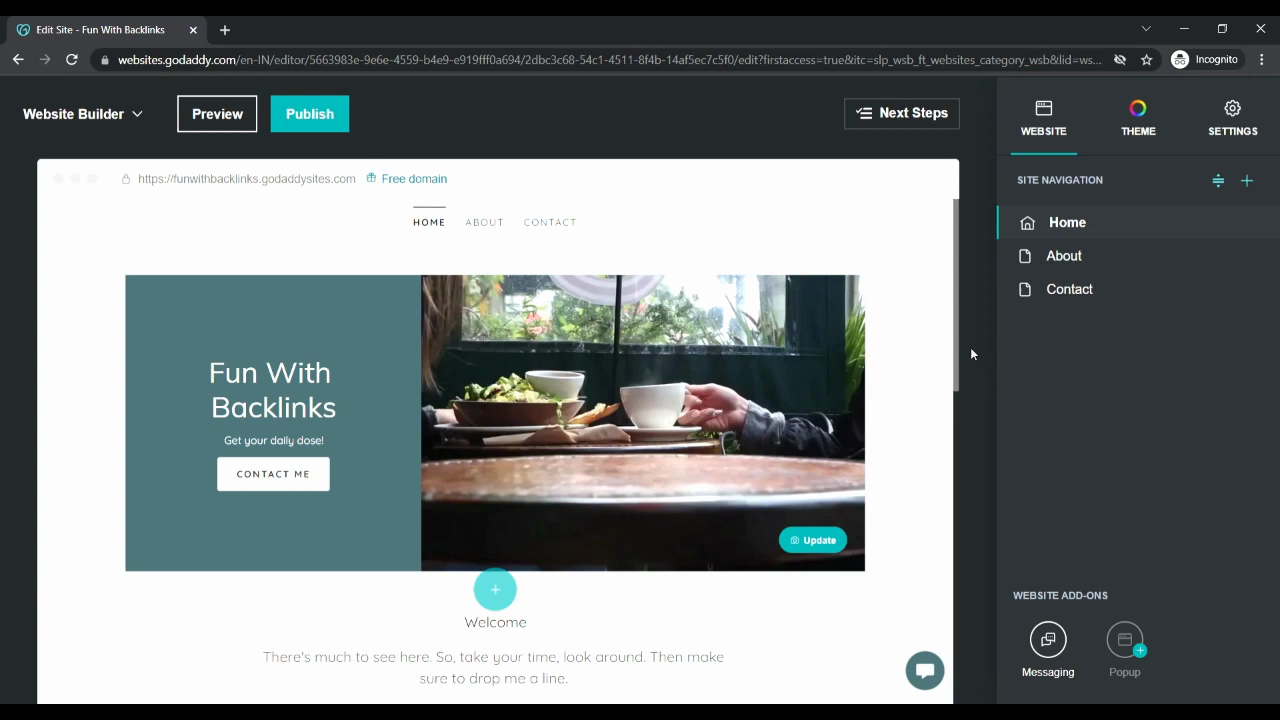 Edit Site - Fun With Backlinks
websites.godaddy.com/en-IN/editor/5663983e-9e6e-4559-b4e9-e919fff0a694/2dbc3c68-54c1-4511-8f4b-14af5ec7c5f0/edit?firstaccess=true&itc=slp_wsb_ft_websites_category_wsb&lid=ws...
Incognito
Website Builder
Preview
Publish
Next Steps
WEBSITE
THEME
SETTINGS
https://funwithbacklinks.godaddysites.com
Free domain
SITE NAVIGATION
HOME
ABOUT
CONTACT
Home
About
Contact
Fun With
Backlinks
Get your daily dose!
CONTACT ME
Update
Welcome
There's much to see here. So, take your time, look around. Then make
sure to drop me a line.
WEBSITE ADD-ONS
Messaging
Popup